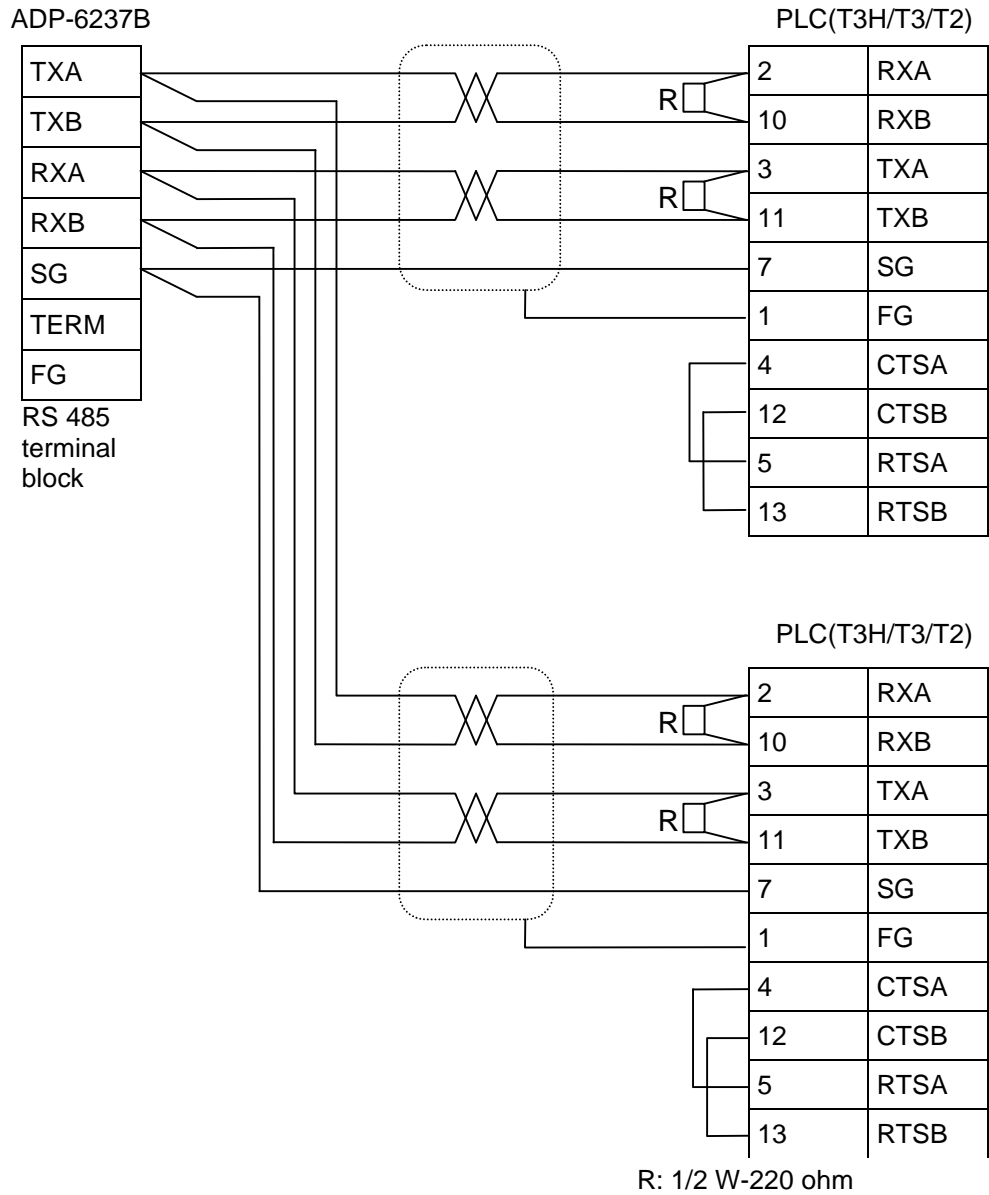 ADP-6237B
TXA
TXB
RXA
RXB
SG
TERM
FG
RS 485
terminal
block
PLC(T3H/T3/T2)
R
R
2 RXA
10 RXB
3 TXA
11 TXB
7 SG
1 FG
4 CTSA
12 CTSB
5 RTSA
13 RTSB
PLC(T3H/T3/T2)
R
R
2 RXA
10 RXB
3 TXA
11 TXB
7 SG
1 FG
4 CTSA
12 CTSB
5 RTSA
13 RTSB
R: 1/2 W-220 ohm